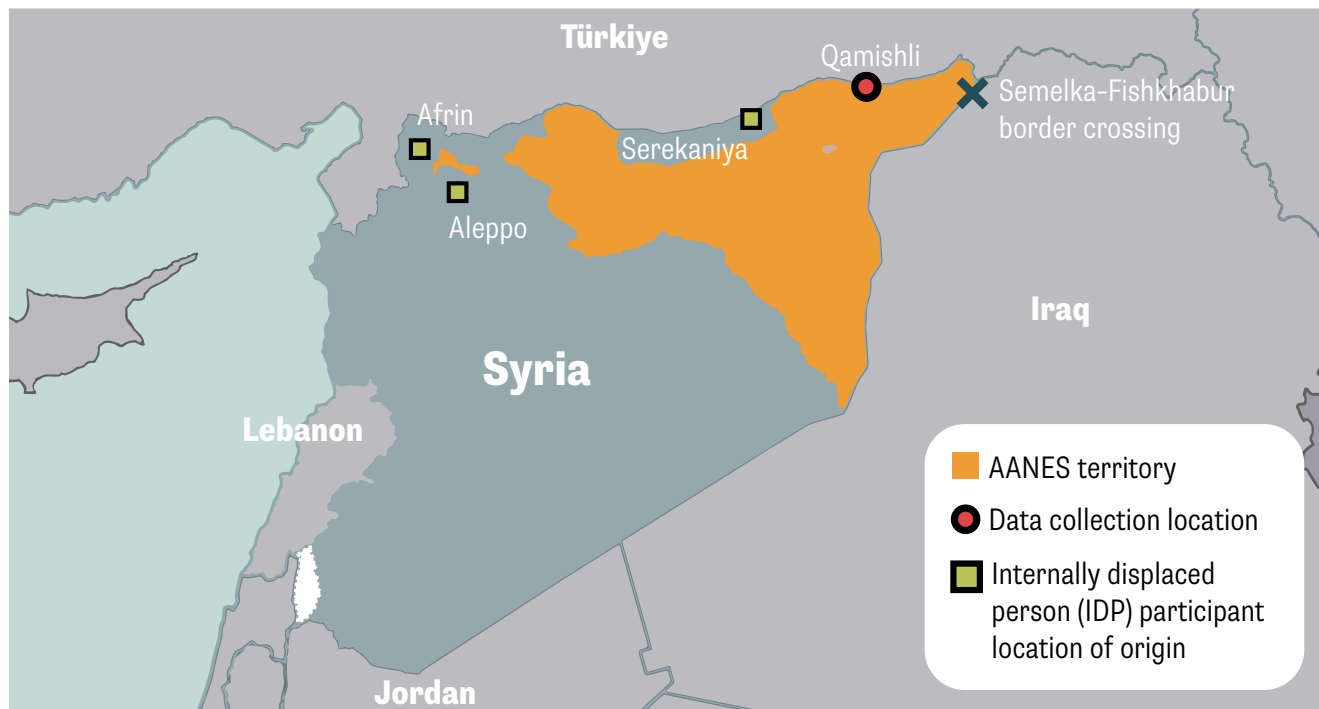 Türkiye
Qamishli
Semelka-Fishkhabur
border crossing
Afrin
Serekaniya
Aleppo
Iraq
Syria
Lebanon
Jordan
AANES territory
Data collection location
Internally displaced
person (IDP) participant
location of origin